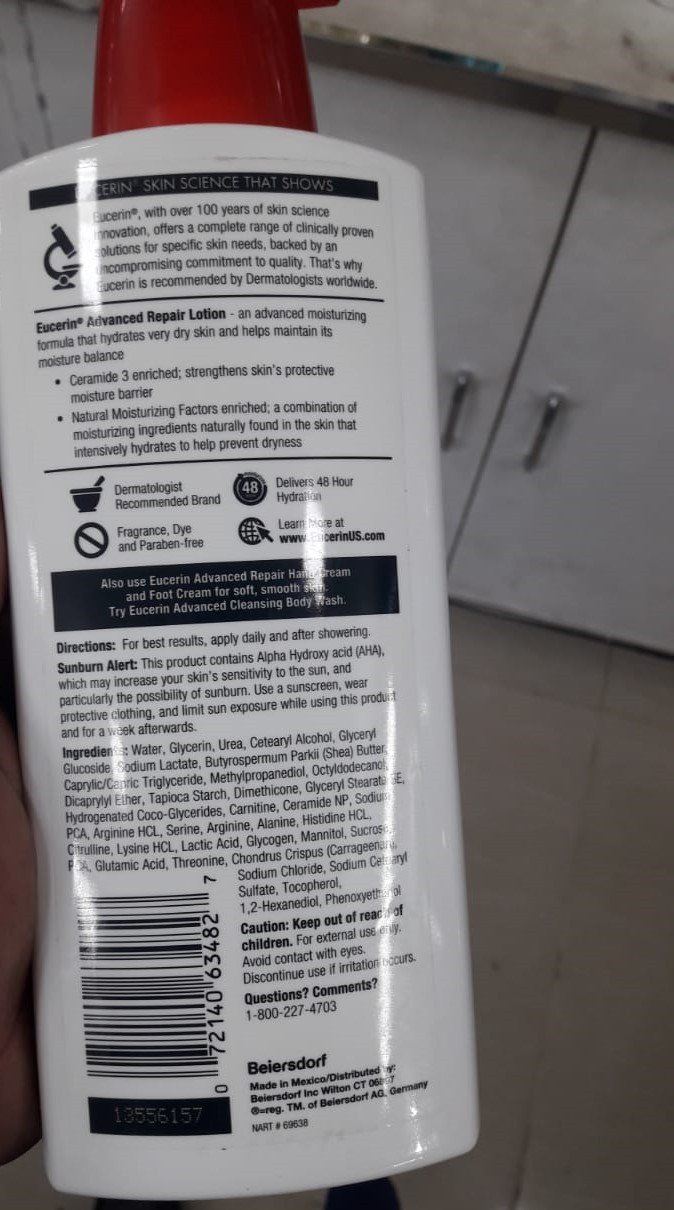 EUCERIN® SKIN SCIENCE THAT SHOWS
Eucerin®, with over 100 years of skin science
innovation, offers a complete range of clinically proven
solutions for specific skin needs, backed by an
uncompromising commitment to quality. That's why
Eucerin is recommended by Dermatologists worldwide.
Eucerin® Advanced Repair Lotion - an advanced moisturizing
formula that hydrates very dry skin and helps maintain its
moisture balance
• Ceramide 3 enriched; strengthens skin's protective
moisture barrier
• Natural Moisturizing Factors enriched; a combination of
moisturizing ingredients naturally found in the skin that
intensively hydrates to help prevent dryness
Dermatologist
Recommended Brand
48
Delivers 48 Hour
Hydration
Fragrance, Dye
and Paraben-free
Learn More at
www.EucerinUS.com
Also use Eucerin Advanced Repair Hand Cream
and Foot Cream for soft, smooth skin.
Try Eucerin Advanced Cleansing Body Wash.
Directions: For best results, apply daily and after showering.
Sunburn Alert: This product contains Alpha Hydroxy acid (AHA),
which may increase your skin's sensitivity to the sun, and
particularly the possibility of sunburn. Use a sunscreen, wear
protective clothing, and limit sun exposure while using this product
and for a week afterwards.
Ingredients: Water, Glycerin, Urea, Cetearyl Alcohol, Glyceryl
Glucoside, Sodium Lactate, Butyrospermum Parkii (Shea) Butter,
Caprylic/Capric Triglyceride, Methylpropanediol, Octyldodecanol,
Dicaprylyl Ether, Tapioca Starch, Dimethicone, Glyceryl Stearate SE,
Hydrogenated Coco-Glycerides, Carnitine, Ceramide NP, Sodium
PCA, Arginine HCL, Serine, Arginine, Alanine, Histidine HCL,
Citrulline, Lysine HCL, Lactic Acid, Glycogen, Mannitol, Sucrose,
PCA, Glutamic Acid, Threonine, Chondrus Crispus (Carrageenan),
Sodium Chloride, Sodium Cetearyl
Sulfate, Tocopherol,
1,2-Hexanediol, Phenoxyethanol
Caution: Keep out of reach of
children. For external use only.
Avoid contact with eyes.
Discontinue use if irritation occurs.
Questions? Comments?
1-800-227-4703
0 72140 63482 7
13556157
Beiersdorf
Made in Mexico/Distributed by:
Beiersdorf Inc Wilton CT
®=reg. TM. of Beiersdorf AG, Germany
NART # 69638